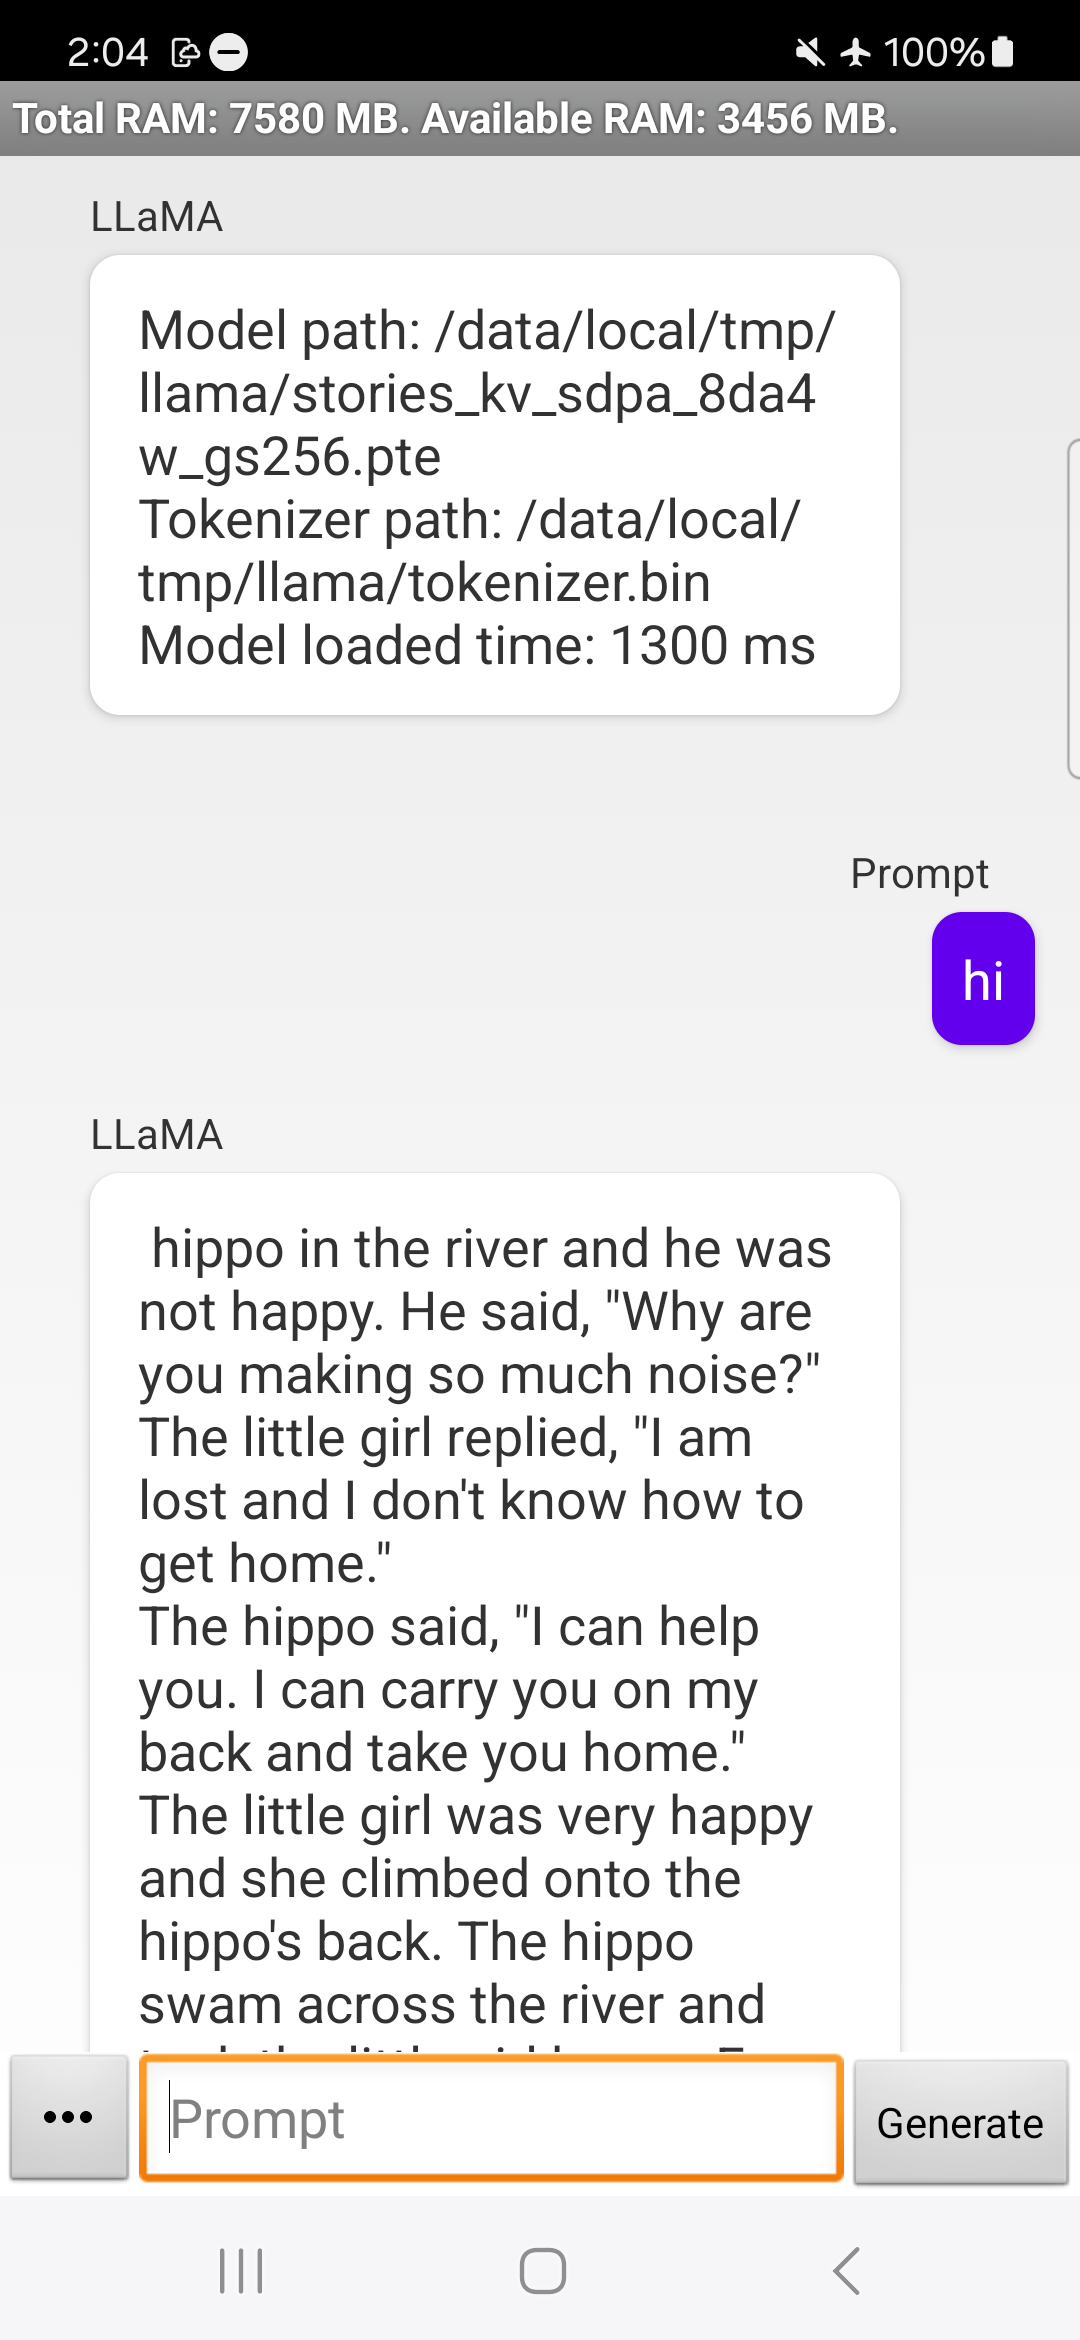 2:04 100%
Total RAM: 7580 MB. Available RAM: 3456 MB.
LLaMA
Model path: /data/local/tmp/
llama/stories_kv_sdpa_8da4
w_gs256.pte
Tokenizer path: /data/local/
tmp/llama/tokenizer.bin
Model loaded time: 1300 ms
Prompt
hi
LLaMA
hippo in the river and he was
not happy. He said, "Why are
you making so much noise?"
The little girl replied, "I am
lost and I don't know how to
get home."
The hippo said, "I can help
you. I can carry you on my
back and take you home."
The little girl was very happy
and she climbed onto the
hippo's back. The hippo
swam across the river and
Prompt
Generate